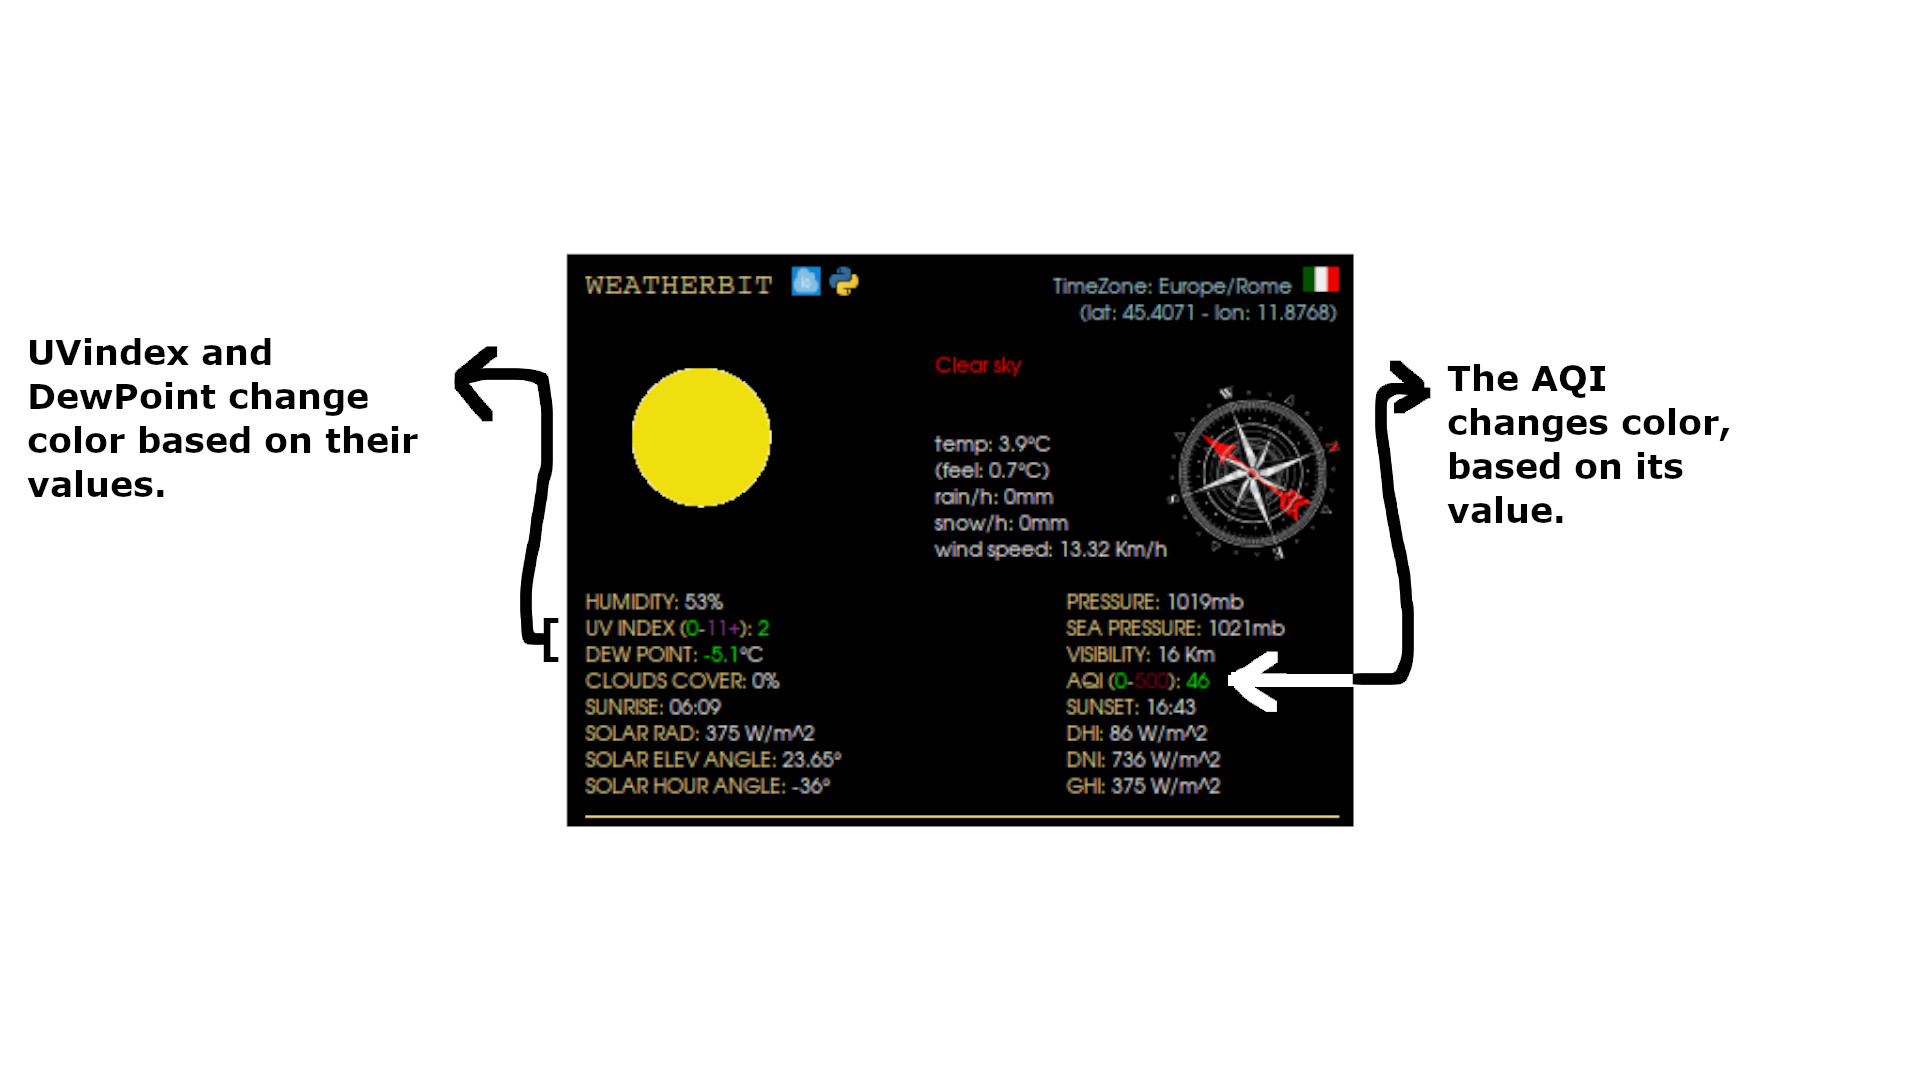 WEATHERBIT
TimeZone: Europe/Rome
(lat: 45.4071 - lon: 11.8768)
UVindex and
DewPoint change
color based on their
values.
Clear sky
temp: 3.9°C
(feel: 0.7°C)
rain/h: 0mm
snow/h: 0mm
wind speed: 13.32 Km/h
W
N
S
E
The AQI
changes color,
based on its
value.
HUMIDITY: 53%
UV INDEX (0-11+): 2
DEW POINT: -5.1°C
CLOUDS COVER: 0%
SUNRISE: 06:09
SOLAR RAD: 375 W/m^2
SOLAR ELEV ANGLE: 23.65°
SOLAR HOUR ANGLE: -36°
PRESSURE: 1019mb
SEA PRESSURE: 1021mb
VISIBILITY: 16 Km
AQI (0-500): 46
SUNSET: 16:43
DHI: 86 W/m^2
DNI: 736 W/m^2
GHI: 375 W/m^2